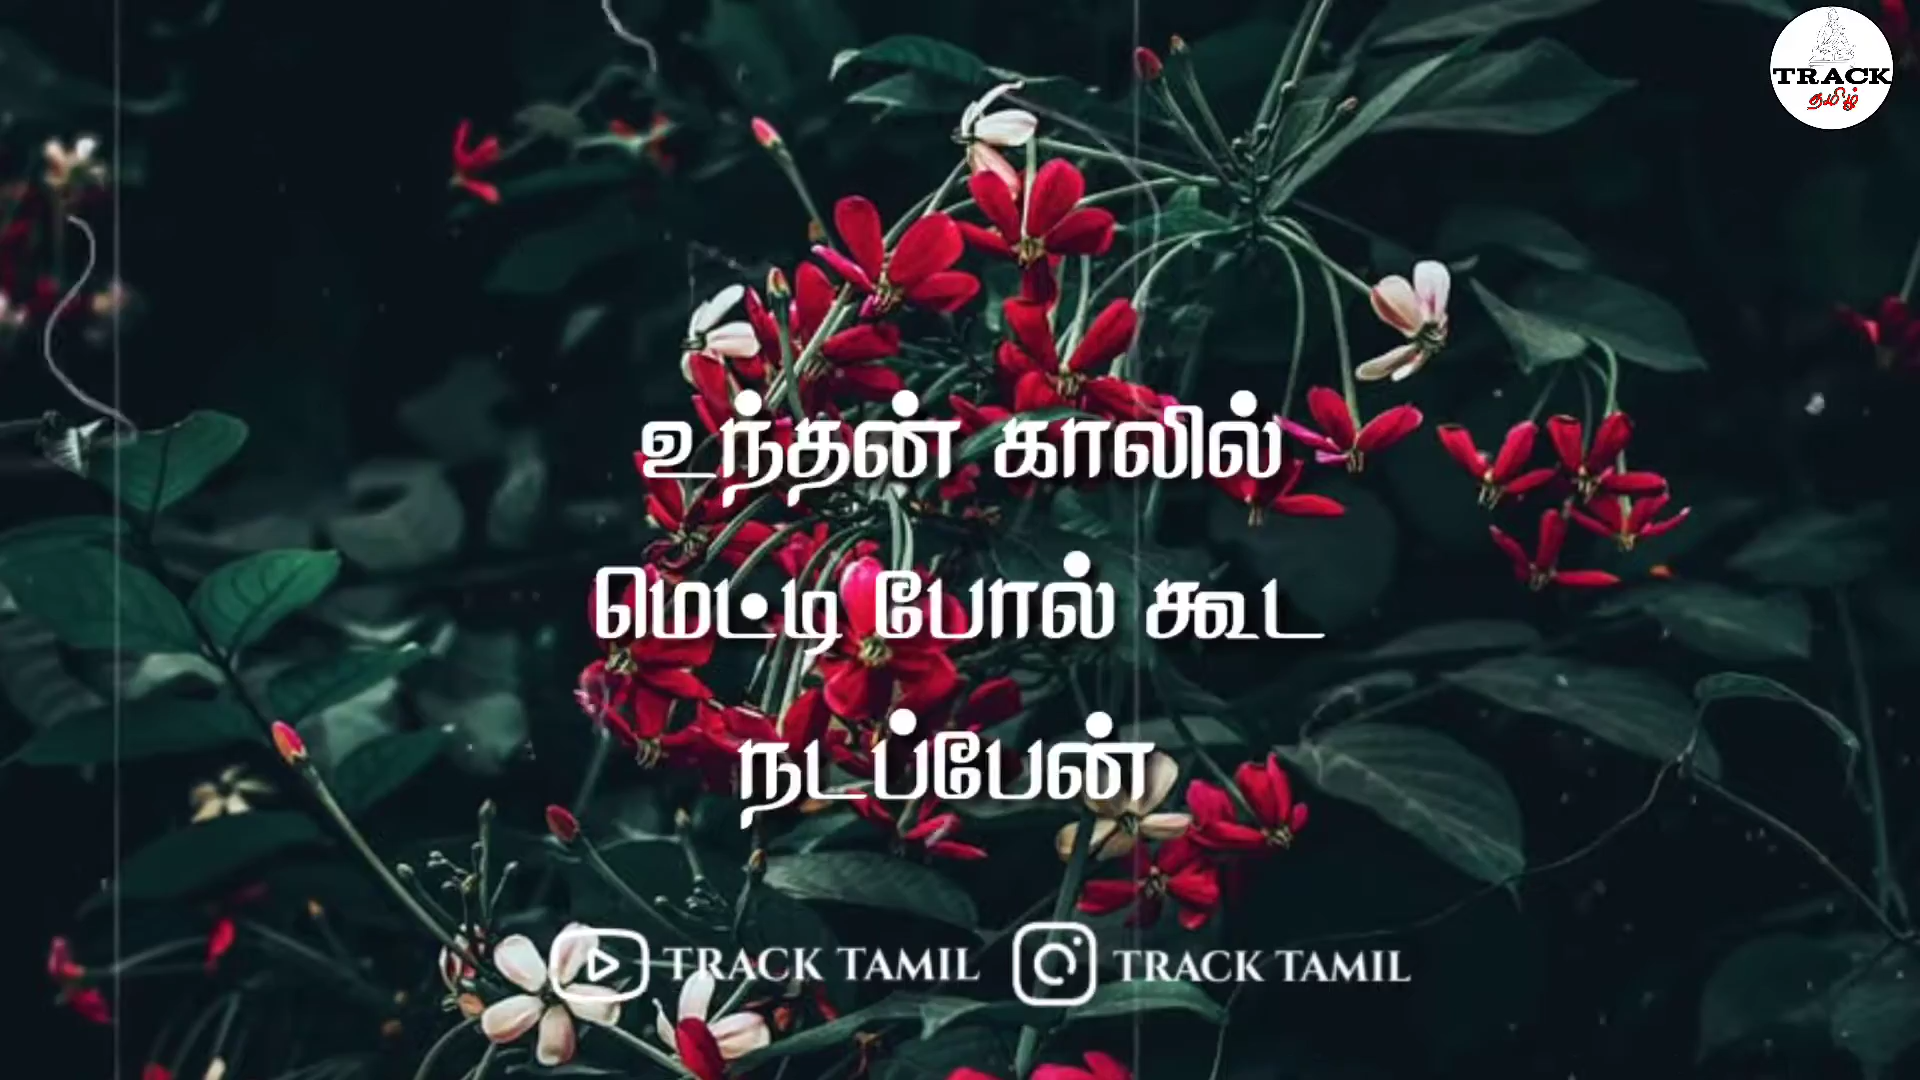 TRACK
தமிழ்
உந்தன் காலில்
மெட்டி போல் கூட
நடப்பேன்
TRACK TAMIL TRACK TAMIL